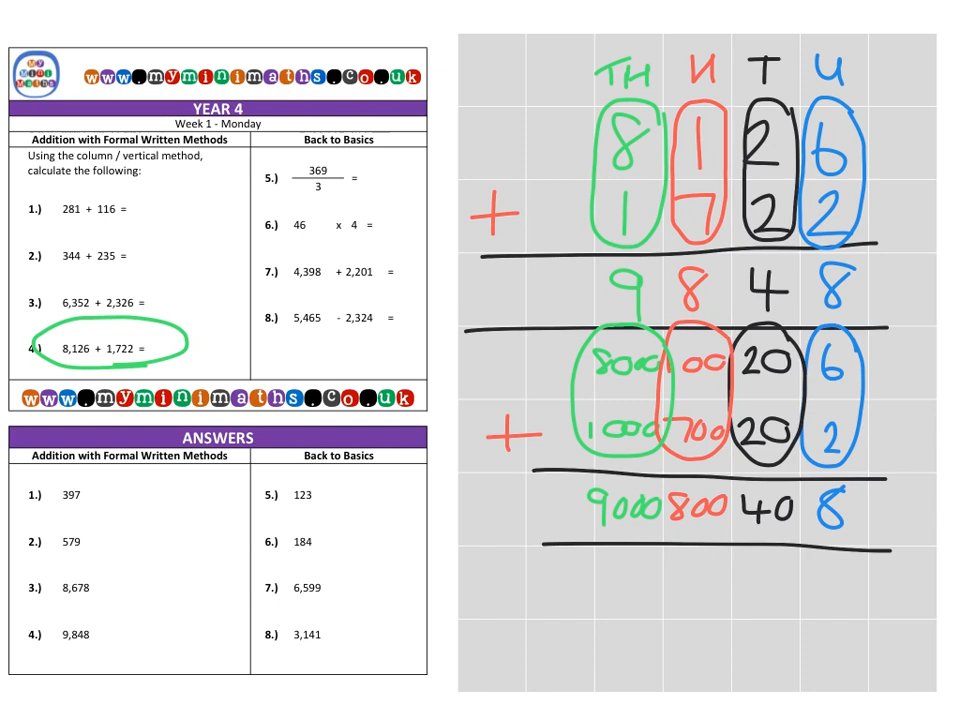 My
Mini
Maths
www.myminimaths.co.uk
YEAR 4
Week 1 - Monday
Addition with Formal Written Methods
Back to Basics
Using the column / vertical method,
calculate the following:
1.) 281 + 116 =
2.) 344 + 235 =
3.) 6,352 + 2,326 =
4.) 8,126 + 1,722 =
5.) 369
3 =
6.) 46 x 4 =
7.) 4,398 + 2,201 =
8.) 5,465 - 2,324 =
www.myminimaths.co.uk
ANSWERS
Addition with Formal Written Methods
Back to Basics
1.) 397
2.) 579
3.) 8,678
4.) 9,848
5.) 123
6.) 184
7.) 6,599
8.) 3,141
TH H T U
8 1 2 6
+ 1 7 2 2
9 8 4 8
8000 100 20 6
+ 1000 700 20 2
9000 800 40 8